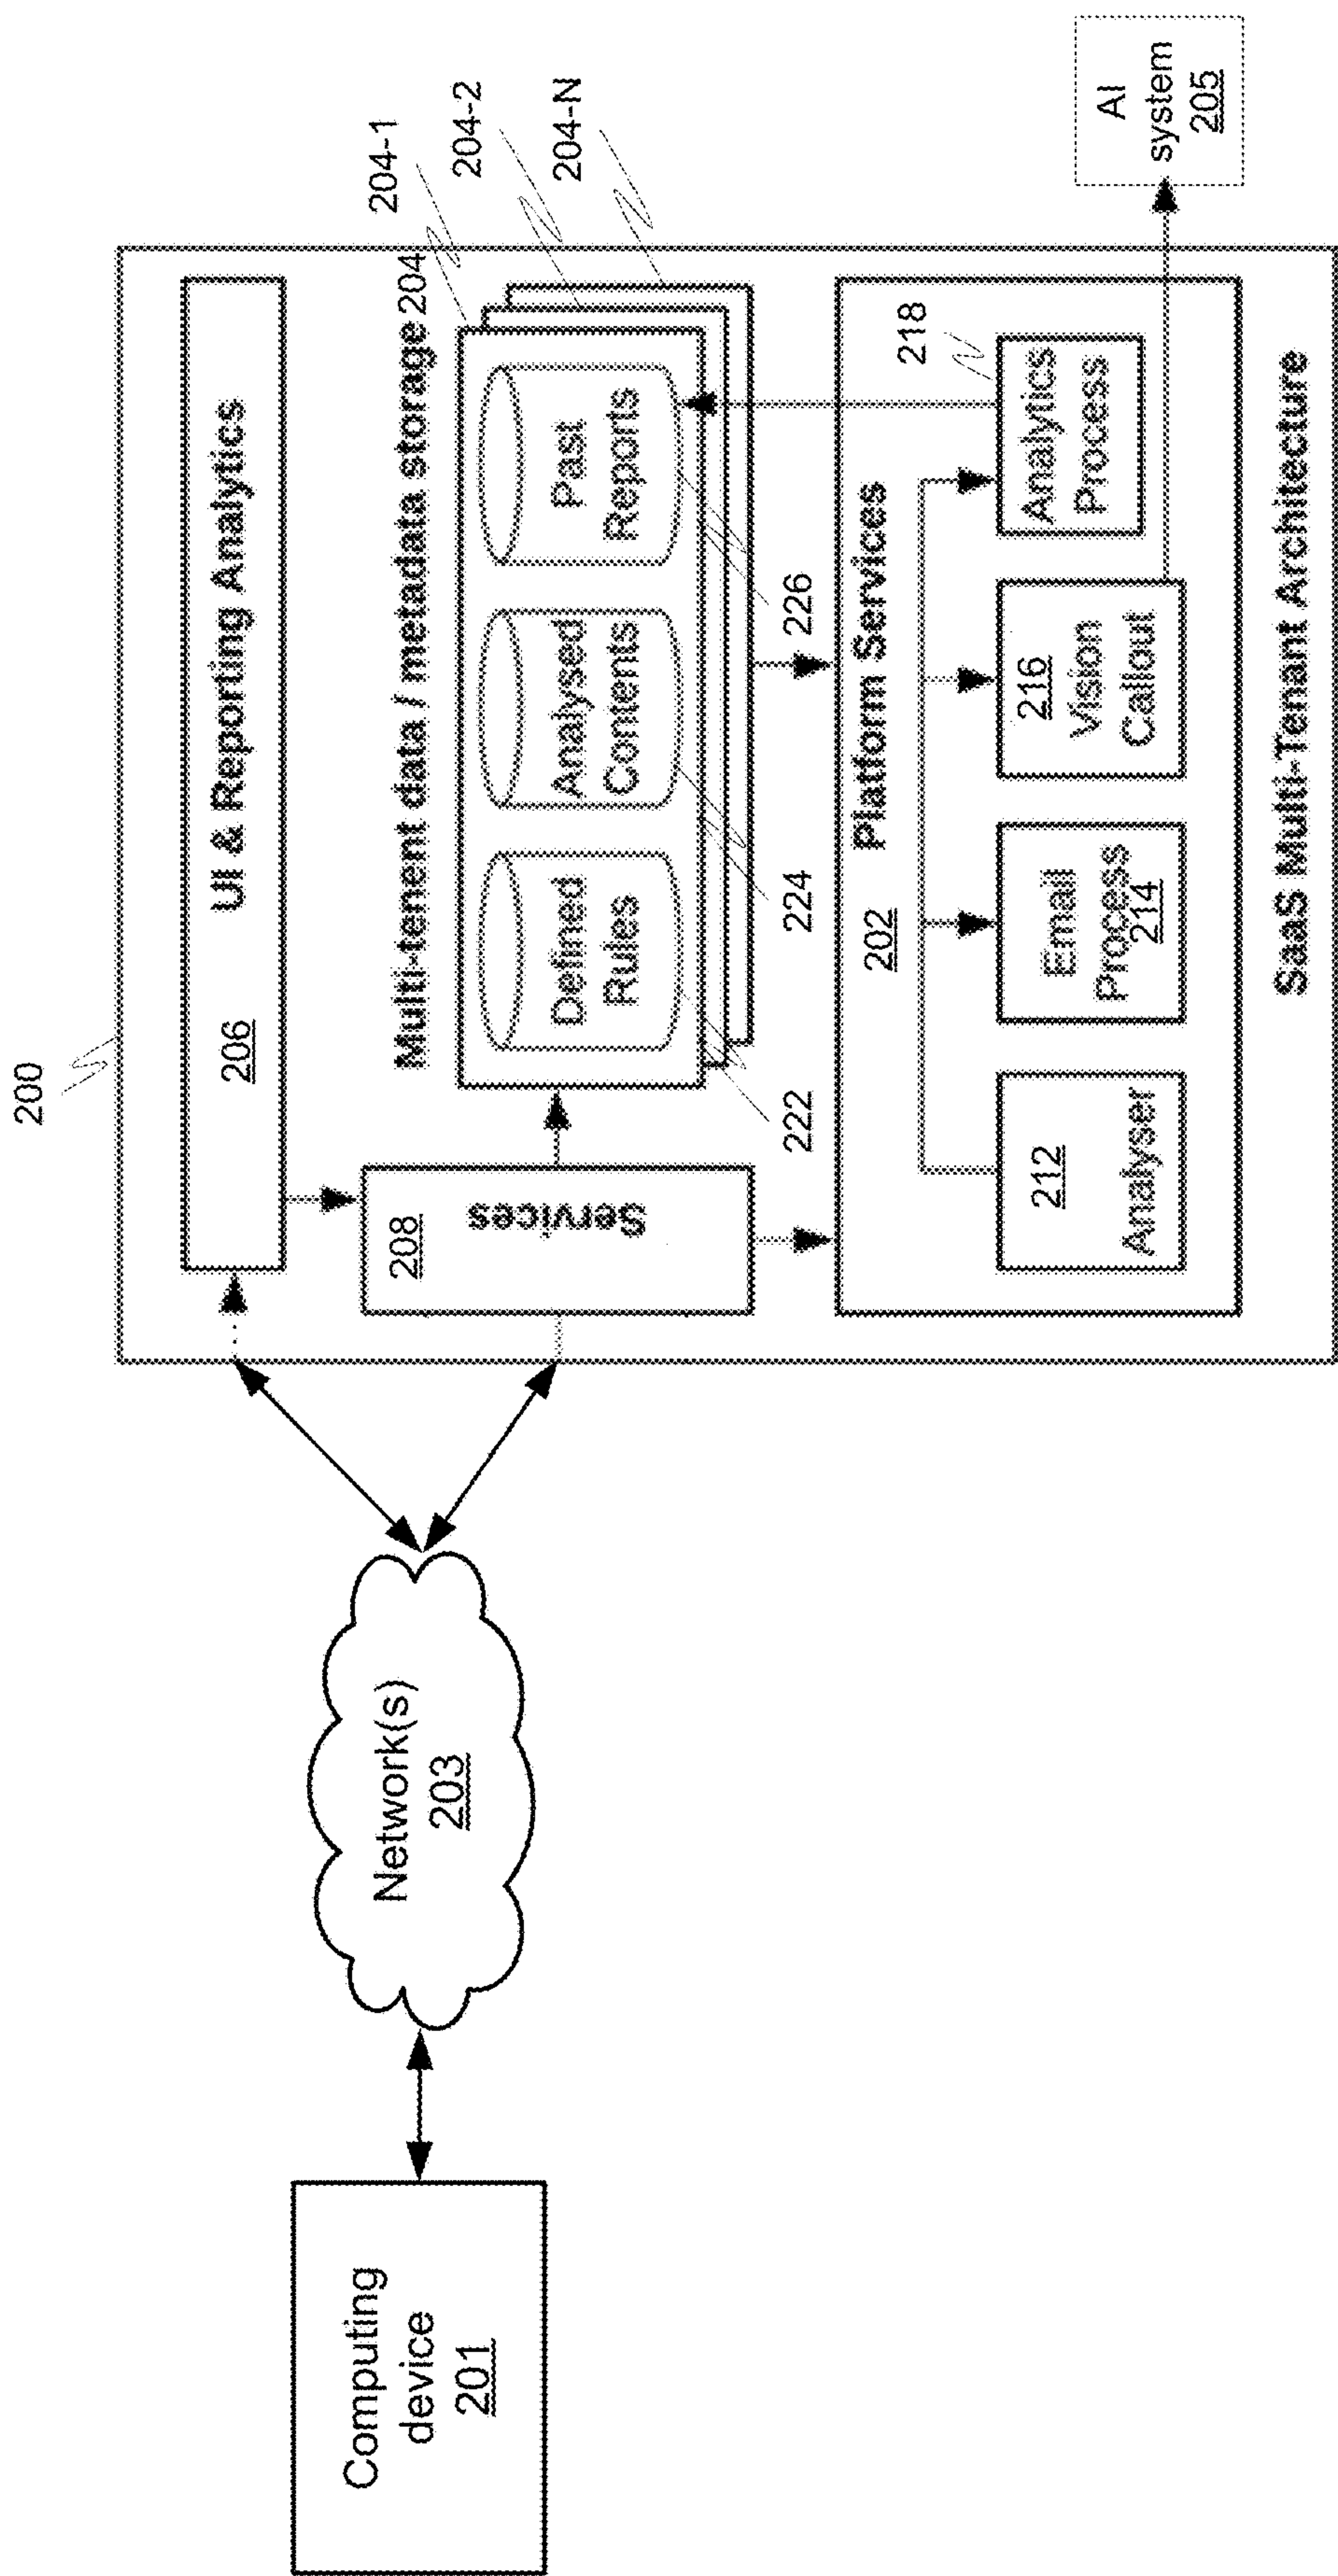 200
206 UI & Reporting Analytics
Multi-tenent data / metadata storage 204
204-1
204-2
204-N
208
Services
Defined
Rules
Analysed
Contents
Past
Reports
222
224
226
202 Platform Services
218
212
Analyser
Email
Process
214
216
Vision
Callout
Analytics
Process
SaaS Multi-Tenant Architecture
AI
system
205
Network(s)
203
Computing
device
201